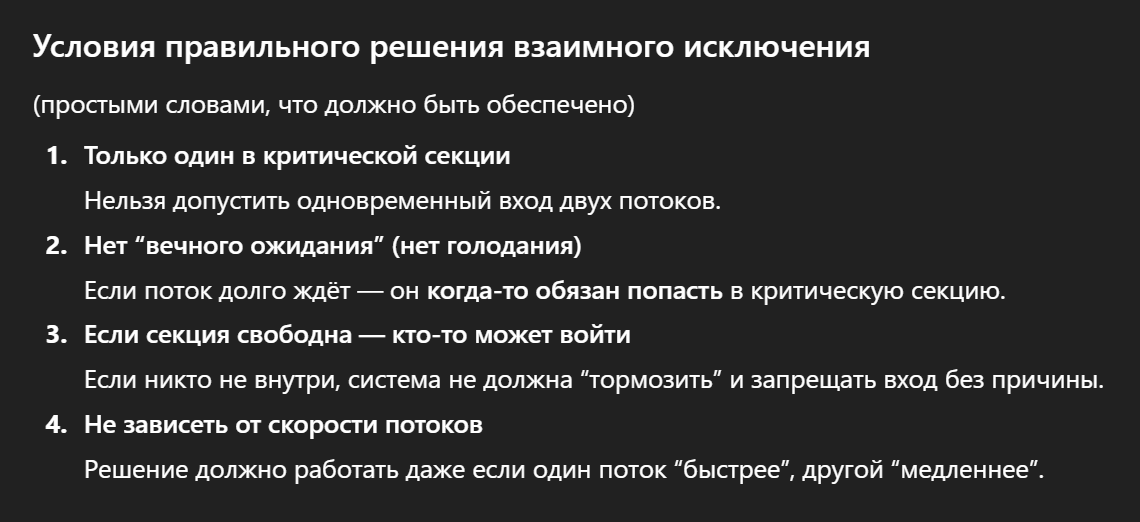 Условия правильного решения взаимного исключения
(простыми словами, что должно быть обеспечено)
1. Только один в критической секции
Нельзя допустить одновременный вход двух потоков.
2. Нет “вечного ожидания” (нет голодания)
Если поток долго ждёт — он когда-то обязан попасть в критическую секцию.
3. Если секция свободна — кто-то может войти
Если никто не внутри, система не должна “тормозить” и запрещать вход без причины.
4. Не зависеть от скорости потоков
Решение должно работать даже если один поток “быстрее”, другой “медленнее”.